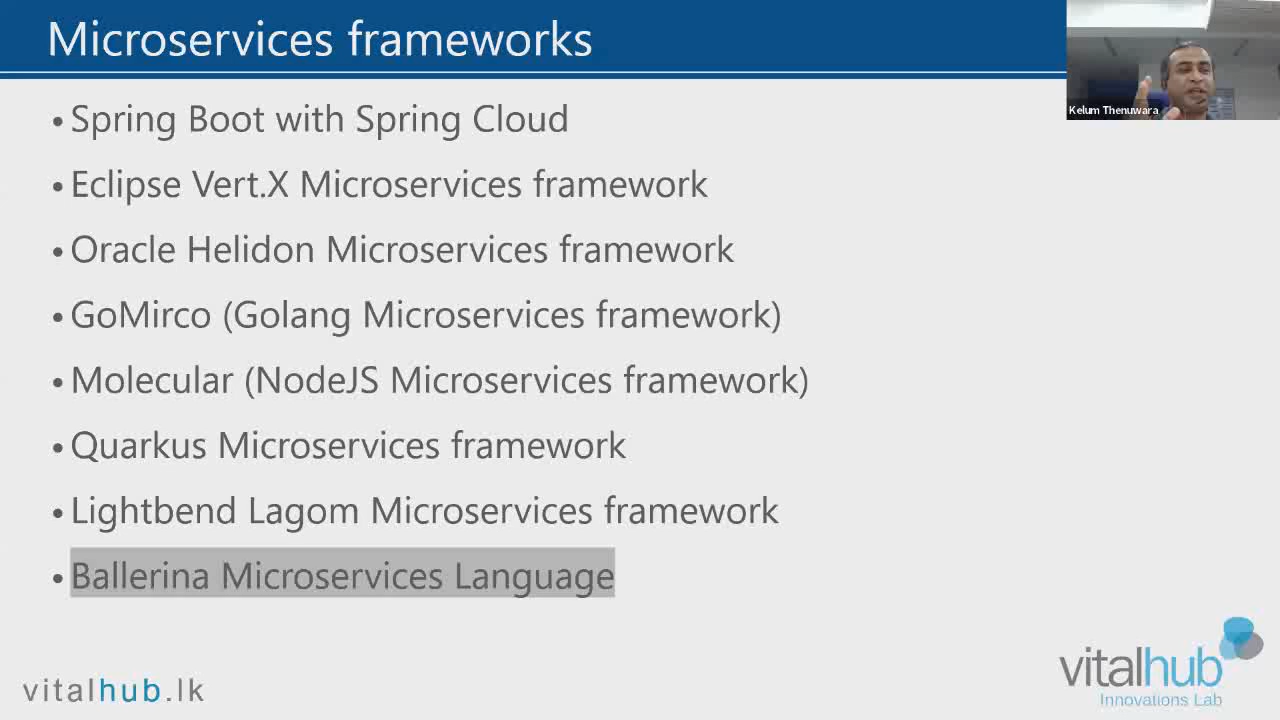 Microservices frameworks
Kelum Thenuwara
• Spring Boot with Spring Cloud
• Eclipse Vert.X Microservices framework
• Oracle Helidon Microservices framework
• GoMirco (Golang Microservices framework)
• Molecular (NodeJS Microservices framework)
• Quarkus Microservices framework
• Lightbend Lagom Microservices framework
• Ballerina Microservices Language
vitalhub.lk
vitalhub
Innovations Lab